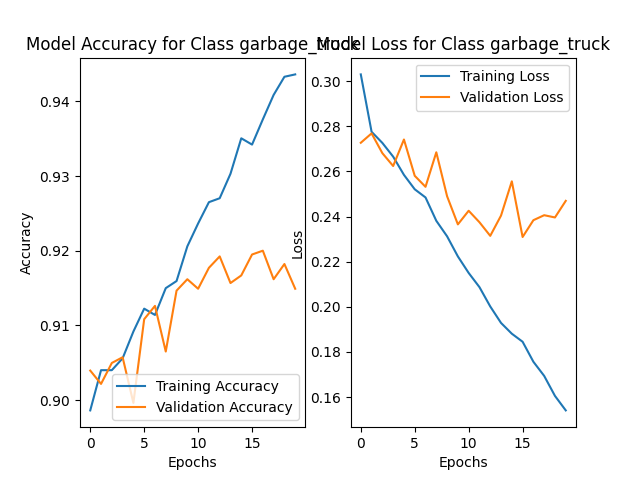 Model Accuracy for Class garbage_truck
Model Loss for Class garbage_truck
Accuracy
0.94
0.93
0.92
0.91
0.90
Training Accuracy
Validation Accuracy
0 5 10 15
Epochs
Loss
0.30
0.28
0.26
0.24
0.22
0.20
0.18
0.16
Training Loss
Validation Loss
0 5 10 15
Epochs